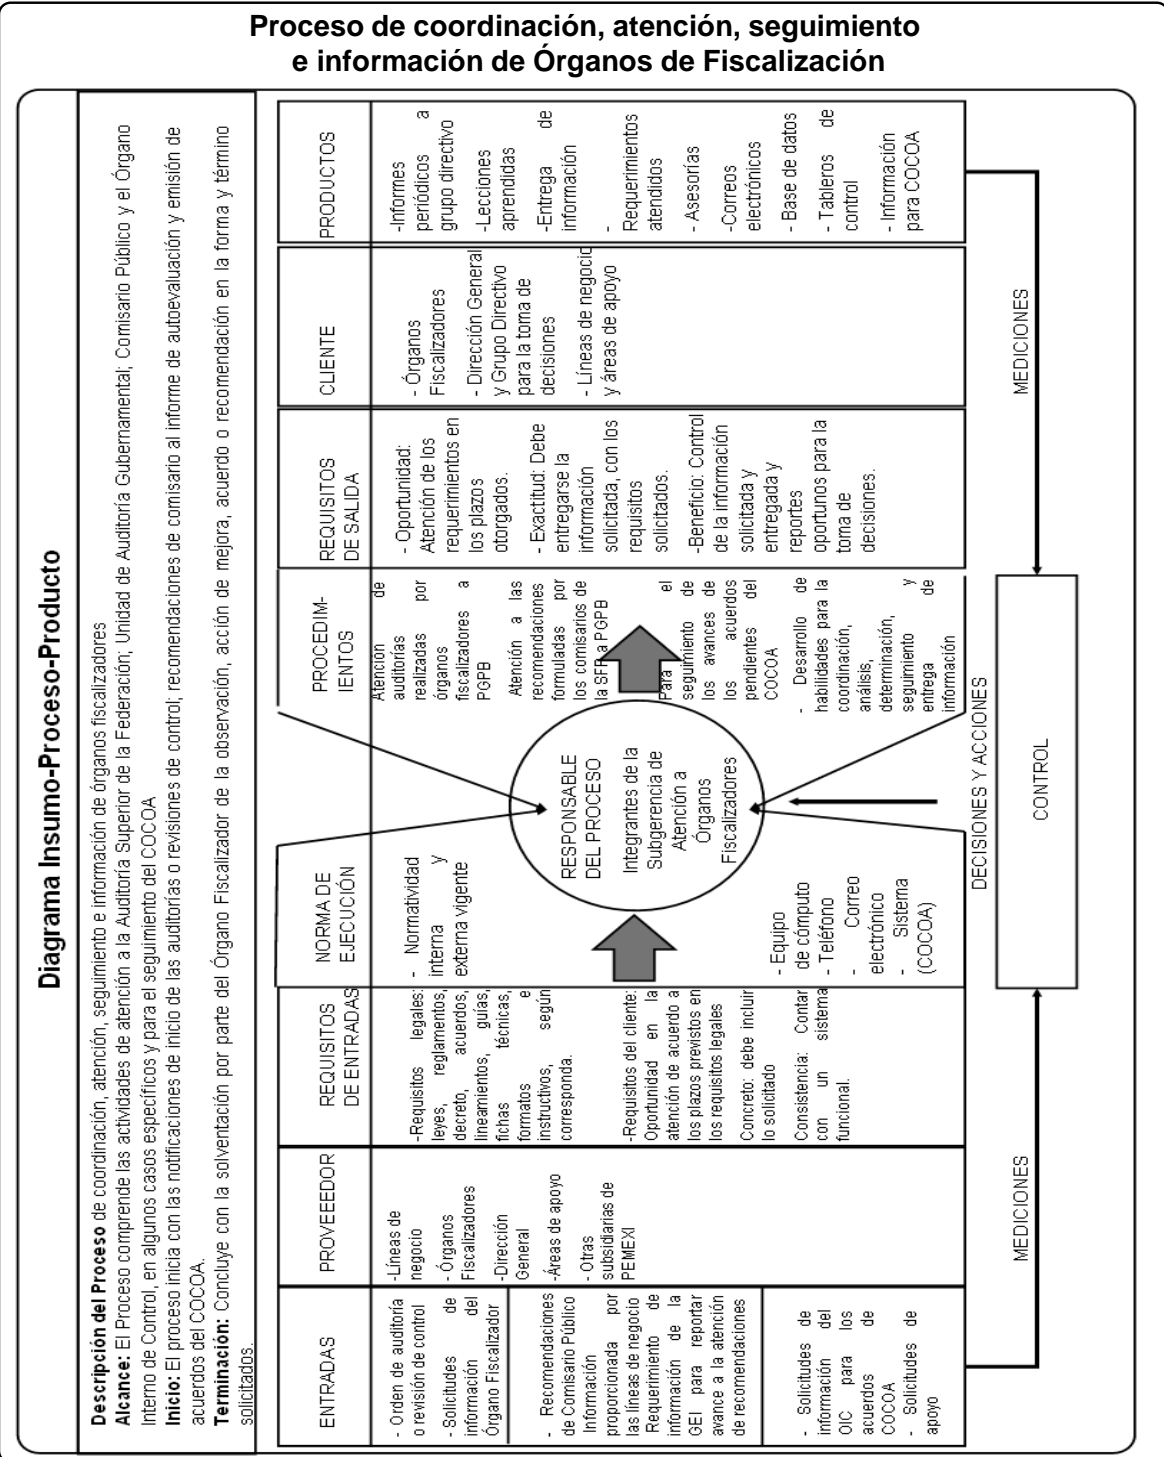 Proceso de coordinación, atención, seguimiento
e información de Órganos de Fiscalización
Diagrama Insumo-Proceso-Producto
Descripción del Proceso de coordinación, atención, seguimiento e información de órganos fiscalizadores
Alcance: El Proceso comprende las actividades de atención a la Auditoría Superior de la Federación; Unidad de Auditoría Gubernamental; Comisario Público y el Órgano
Interno de Control, en algunos casos específicos y para el seguimiento del COCOA
Inicio: El proceso inicia con las notificaciones de inicio de las auditorías o revisiones de control; recomendaciones de comisario al informe de autoevaluación y emisión de
acuerdos del COCOA.
Terminación: Concluye con la solventación por parte del Órgano Fiscalizador de la observación, acción de mejora, acuerdo o recomendación en la forma y término
solicitados.
ENTRADAS
- Orden de auditoría
o revisión de control
- Solicitudes de
información del
Órgano Fiscalizador
- Recomendaciones
de Comisario Público
Información
proporcionada por
las líneas de negocio
Requerimiento de
información de la
GEI para reportar
avance a la atención
de recomendaciones
- Solicitudes de
información del
OIC para los
acuerdos de
COCOA
- Solicitudes de
apoyo
PROVEEEDOR
-Líneas de
negocio
- Órganos
Fiscalizadores
-Dirección
General
-Áreas de apoyo
- Otras
subsidiarias de
PEMEXI
REQUISITOS
DE ENTRADAS
-Requisitos legales:
leyes, reglamentos,
decreto, acuerdos,
lineamientos, guías,
fichas técnicas,
formatos e
instructivos, según
corresponda.
-Requisitos del cliente:
Oportunidad en la
atención de acuerdo a
los plazos previstos en
los requisitos legales
Concreto: debe incluir
lo solicitado
Consistencia: Contar
con un sistema
funcional.
NORMA DE
EJECUCIÓN
- Normatividad
interna y
externa vigente
- Equipo
de cómputo
- Teléfono
- Correo
electrónico
- Sistema
(COCOA)
RESPONSABLE
DEL PROCESO
Integrantes de la
Subgerencia de
Atención a
Órganos
Fiscalizadores
PROCEDIM-
IENTOS
Atención de
auditorías
realizadas por
órganos
fiscalizadores a
PGPB
Atención a las
recomendaciones
formuladas por
los comisarios de
la SFP a PGPB
Para el
seguimiento de
los avances de
los acuerdos
pendientes del
COCOA
- Desarrollo de
habilidades para la
coordinación,
análisis,
determinación,
seguimiento y
entrega de
información
REQUISITOS
DE SALIDA
- Oportunidad:
Atención de los
requerimientos en
los plazos
otorgados.
- Exactitud: Debe
entregarse la
información
solicitada, con los
requisitos
solicitados.
-Beneficio: Control
de la información
solicitada y
entregada y
reportes
oportunos para la
toma de
decisiones.
CLIENTE
- Órganos
Fiscalizadores
- Dirección General
y Grupo Directivo
para la toma de
decisiones
- Líneas de negocio
y áreas de apoyo
PRODUCTOS
-Informes
periódicos a
grupo directivo
-Lecciones
aprendidas
-Entrega de
información
-
Requerimientos
atendidos
- Asesorías
-Correos
electrónicos
- Base de datos
- Tableros de
control
- Información
para COCOA
MEDICIONES
DECISIONES Y ACCIONES
MEDICIONES
CONTROL